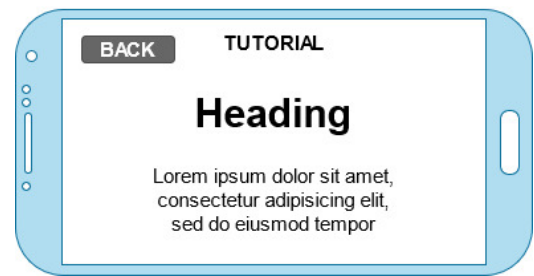 BACK
TUTORIAL
Heading
Lorem ipsum dolor sit amet,
consectetur adipisicing elit,
sed do eiusmod tempor